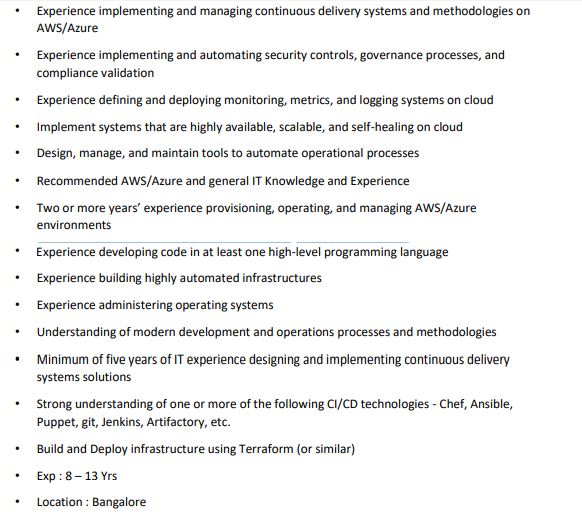 • Experience implementing and managing continuous delivery systems and methodologies on
AWS/Azure
• Experience implementing and automating security controls, governance processes, and
compliance validation
• Experience defining and deploying monitoring, metrics, and logging systems on cloud
• Implement systems that are highly available, scalable, and self-healing on cloud
• Design, manage, and maintain tools to automate operational processes
• Recommended AWS/Azure and general IT Knowledge and Experience
• Two or more years’ experience provisioning, operating, and managing AWS/Azure
environments
• Experience developing code in at least one high-level programming language
• Experience building highly automated infrastructures
• Experience administering operating systems
• Understanding of modern development and operations processes and methodologies
• Minimum of five years of IT experience designing and implementing continuous delivery
systems solutions
• Strong understanding of one or more of the following CI/CD technologies - Chef, Ansible,
Puppet, git, Jenkins, Artifactory, etc.
• Build and Deploy infrastructure using Terraform (or similar)
• Exp : 8 – 13 Yrs
• Location : Bangalore